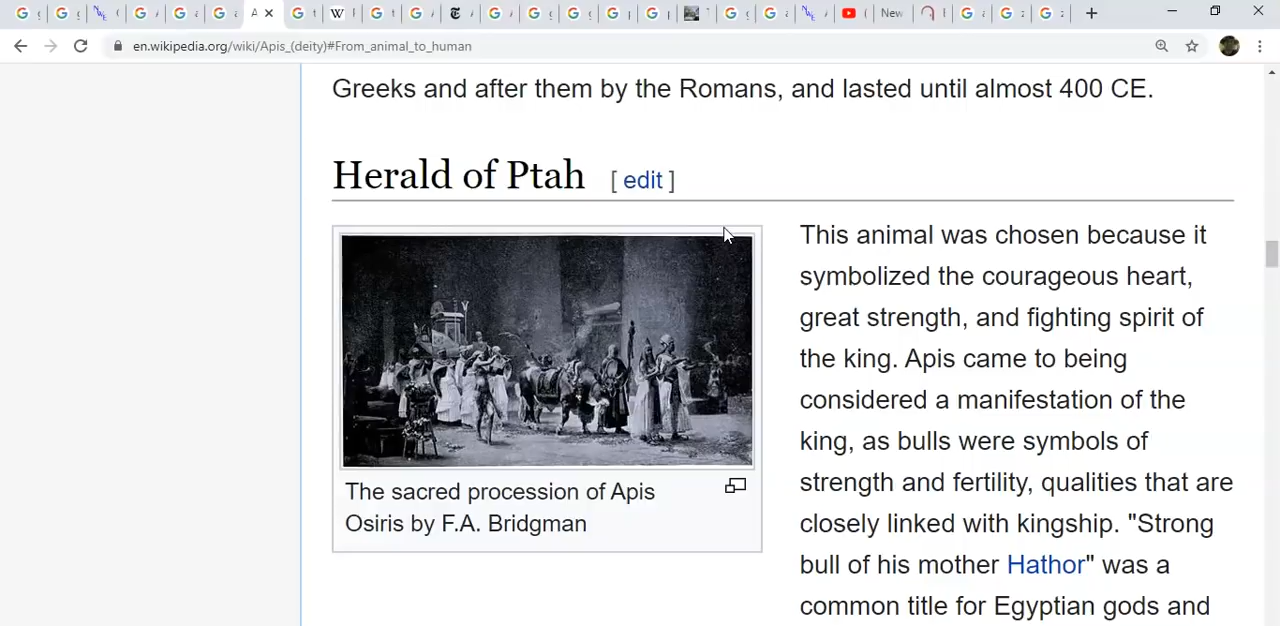 en.wikipedia.org/wiki/Apis_(deity)#From_animal_to_human
Greeks and after them by the Romans, and lasted until almost 400 CE.
Herald of Ptah [ edit ]
The sacred procession of Apis
Osiris by F.A. Bridgman
This animal was chosen because it
symbolized the courageous heart,
great strength, and fighting spirit of
the king. Apis came to being
considered a manifestation of the
king, as bulls were symbols of
strength and fertility, qualities that are
closely linked with kingship. "Strong
bull of his mother Hathor" was a
common title for Egyptian gods and